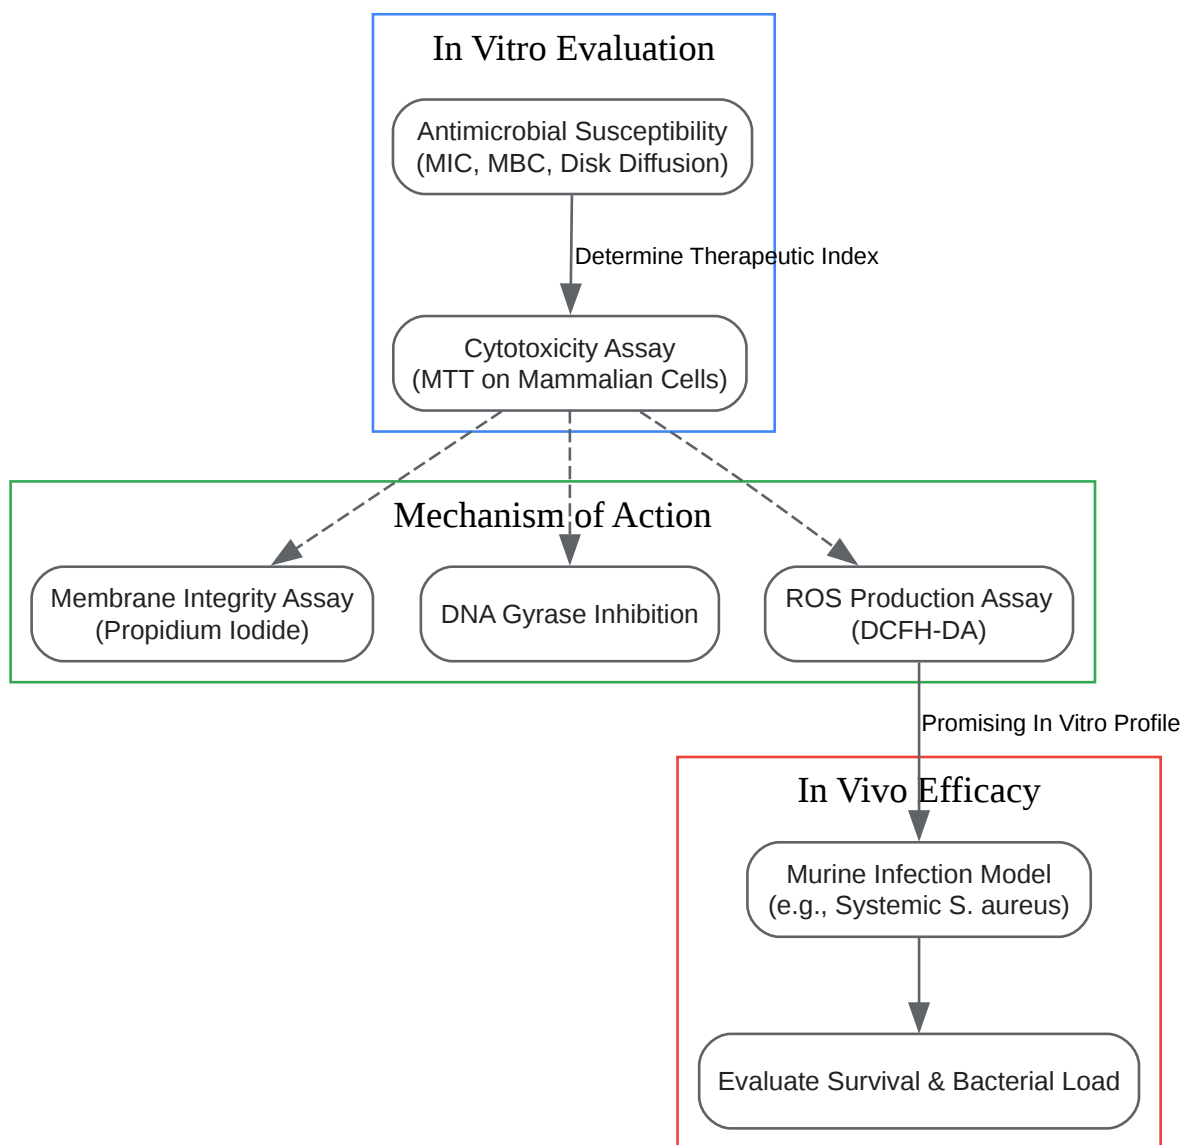 In Vitro Evaluation
Antimicrobial Susceptibility
(MIC, MBC, Disk Diffusion)
Determine Therapeutic Index
Cytotoxicity Assay
(MTT on Mammalian Cells)
Mechanism of Action
Membrane Integrity Assay
(Propidium Iodide)
DNA Gyrase Inhibition
ROS Production Assay
(DCFH-DA)
Promising In Vitro Profile
In Vivo Efficacy
Murine Infection Model
(e.g., Systemic S. aureus)
Evaluate Survival & Bacterial Load